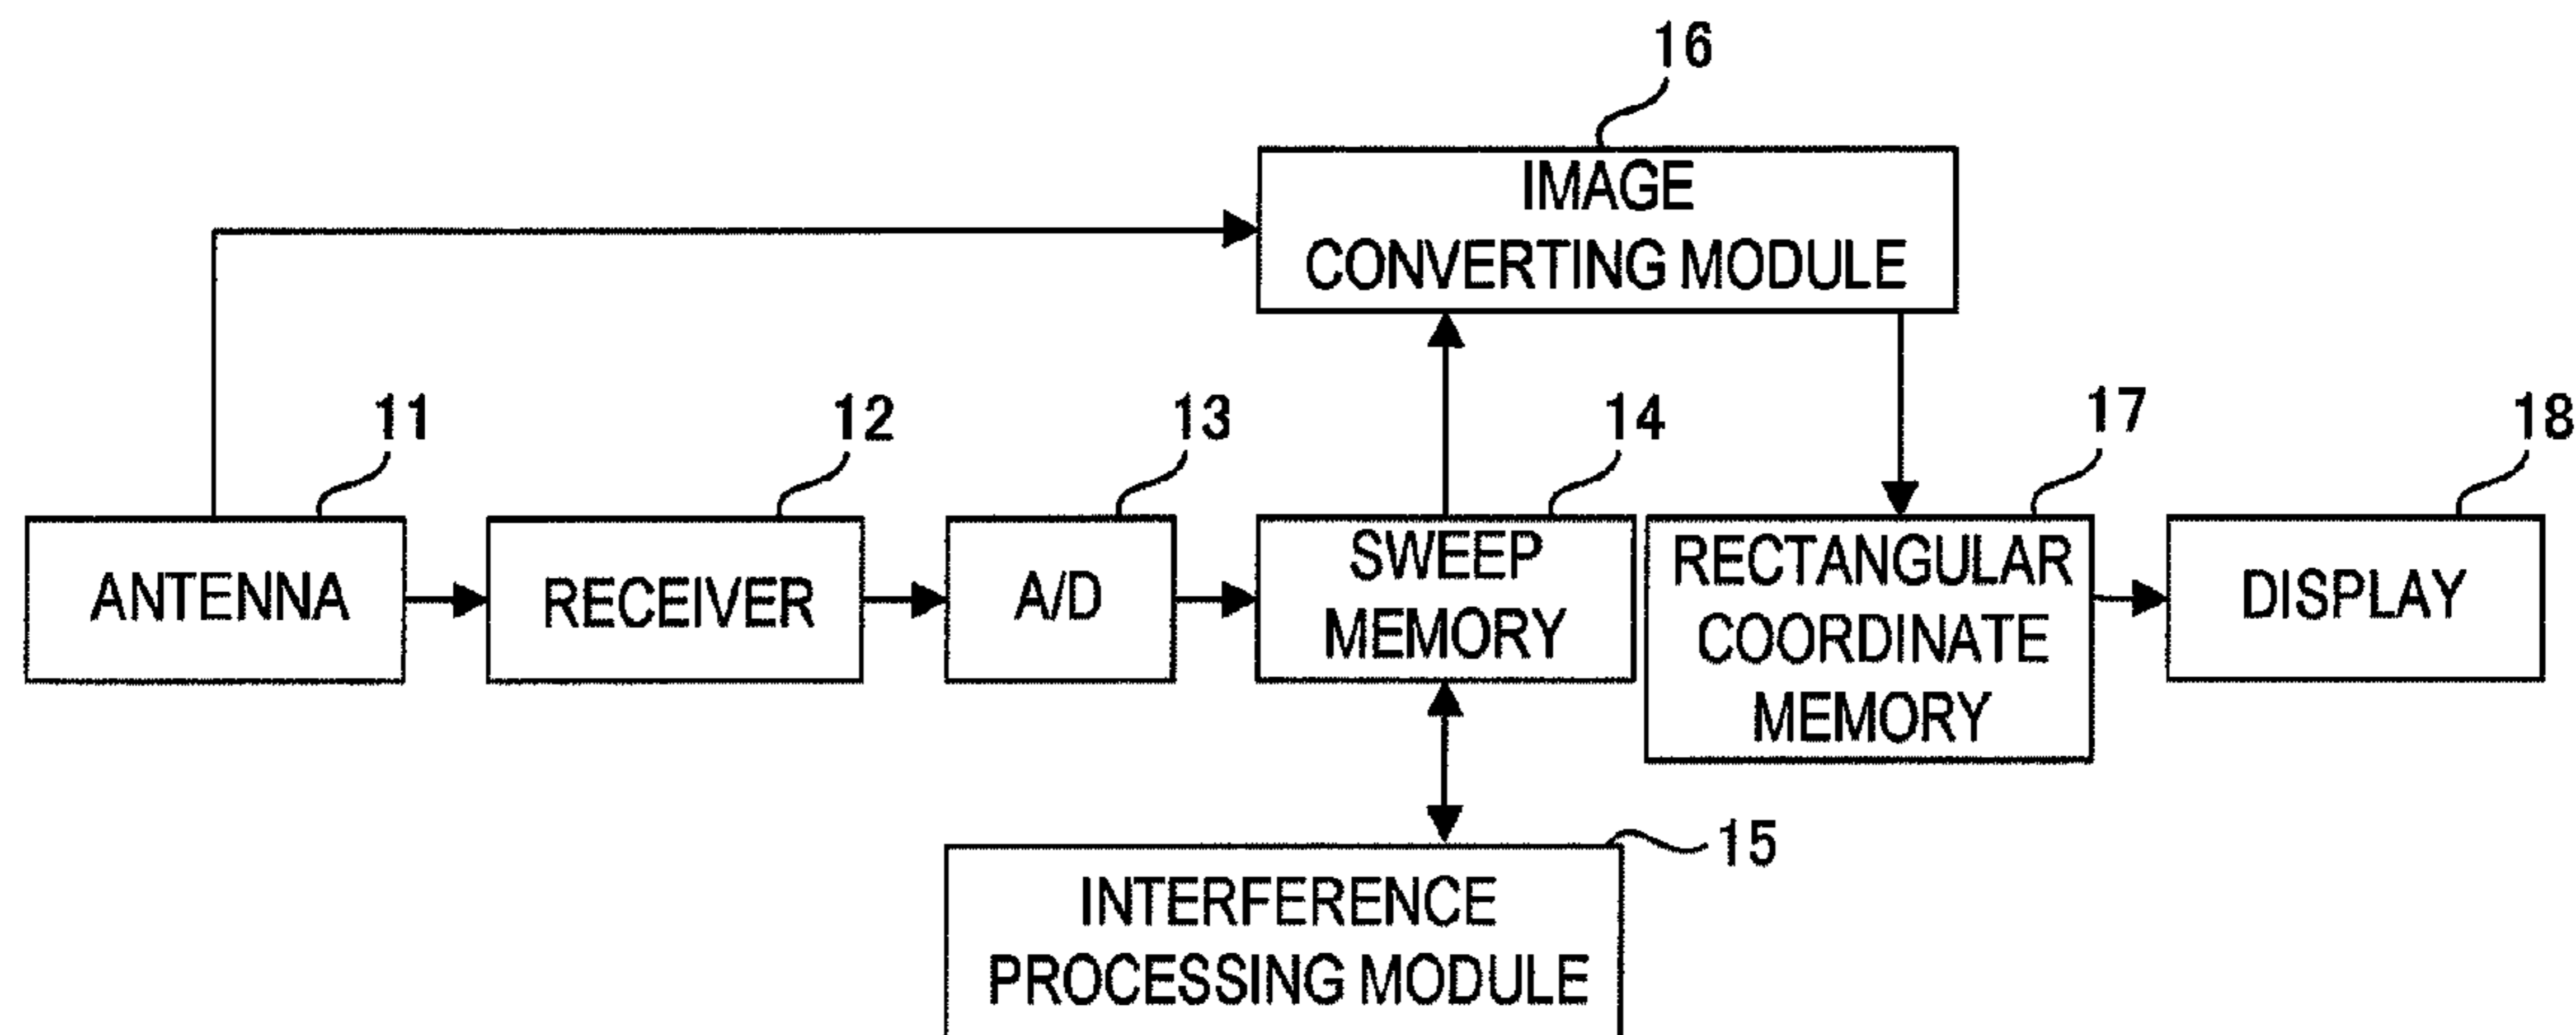 16
IMAGE
CONVERTING MODULE
11
12
13
14
17
18
ANTENNA
RECEIVER
A/D
SWEEP
MEMORY
RECTANGULAR
COORDINATE
MEMORY
DISPLAY
15
INTERFERENCE
PROCESSING MODULE